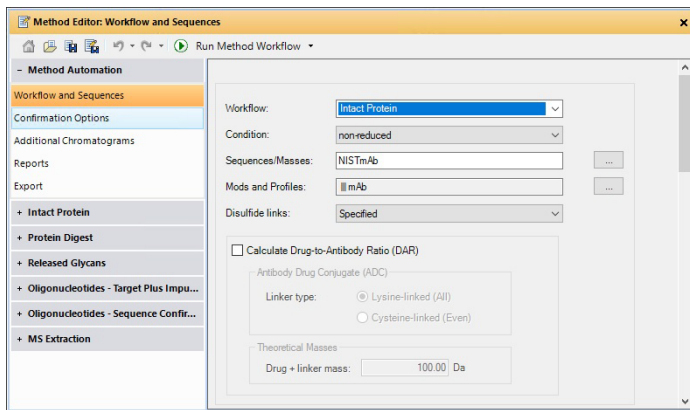 Method Editor: Workflow and Sequences
Run Method Workflow
− Method Automation
Workflow and Sequences
Confirmation Options
Additional Chromatograms
Reports
Export
+ Intact Protein
+ Protein Digest
+ Released Glycans
+ Oligonucleotides - Target Plus Impu...
+ Oligonucleotides - Sequence Confir...
+ MS Extraction
Workflow: Intact Protein
Condition: non-reduced
Sequences/Masses: NISTmAb ...
Mods and Profiles: mAb ...
Disulfide links: Specified
Calculate Drug-to-Antibody Ratio (DAR)
Antibody Drug Conjugate (ADC)
Linker type: Lysine-linked (All)
Cysteine-linked (Even)
Theoretical Masses
Drug + linker mass: 100.00 Da